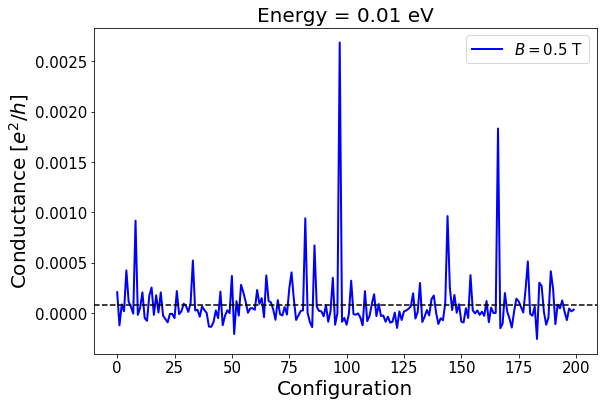 Energy = 0.01 eV
B = 0.5 T
Conductance [e²/h]
0.0025
0.0020
0.0015
0.0010
0.0005
0.0000
0 25 50 75 100 125 150 175 200
Configuration